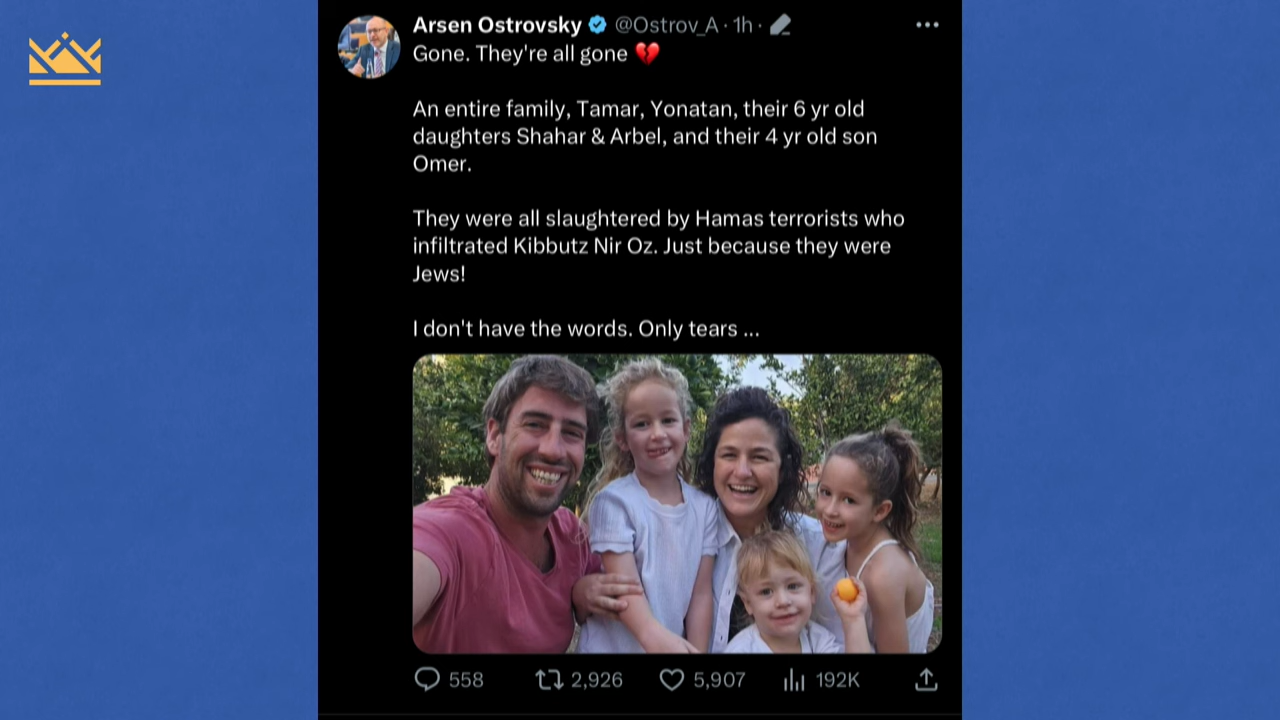 Arsen Ostrovsky @Ostrov_A · 1h ·
Gone. They're all gone 💔
An entire family, Tamar, Yonatan, their 6 yr old
daughters Shahar & Arbel, and their 4 yr old son
Omer.
They were all slaughtered by Hamas terrorists who
infiltrated Kibbutz Nir Oz. Just because they were
Jews!
I don't have the words. Only tears ...
558 2,926 5,907 192K